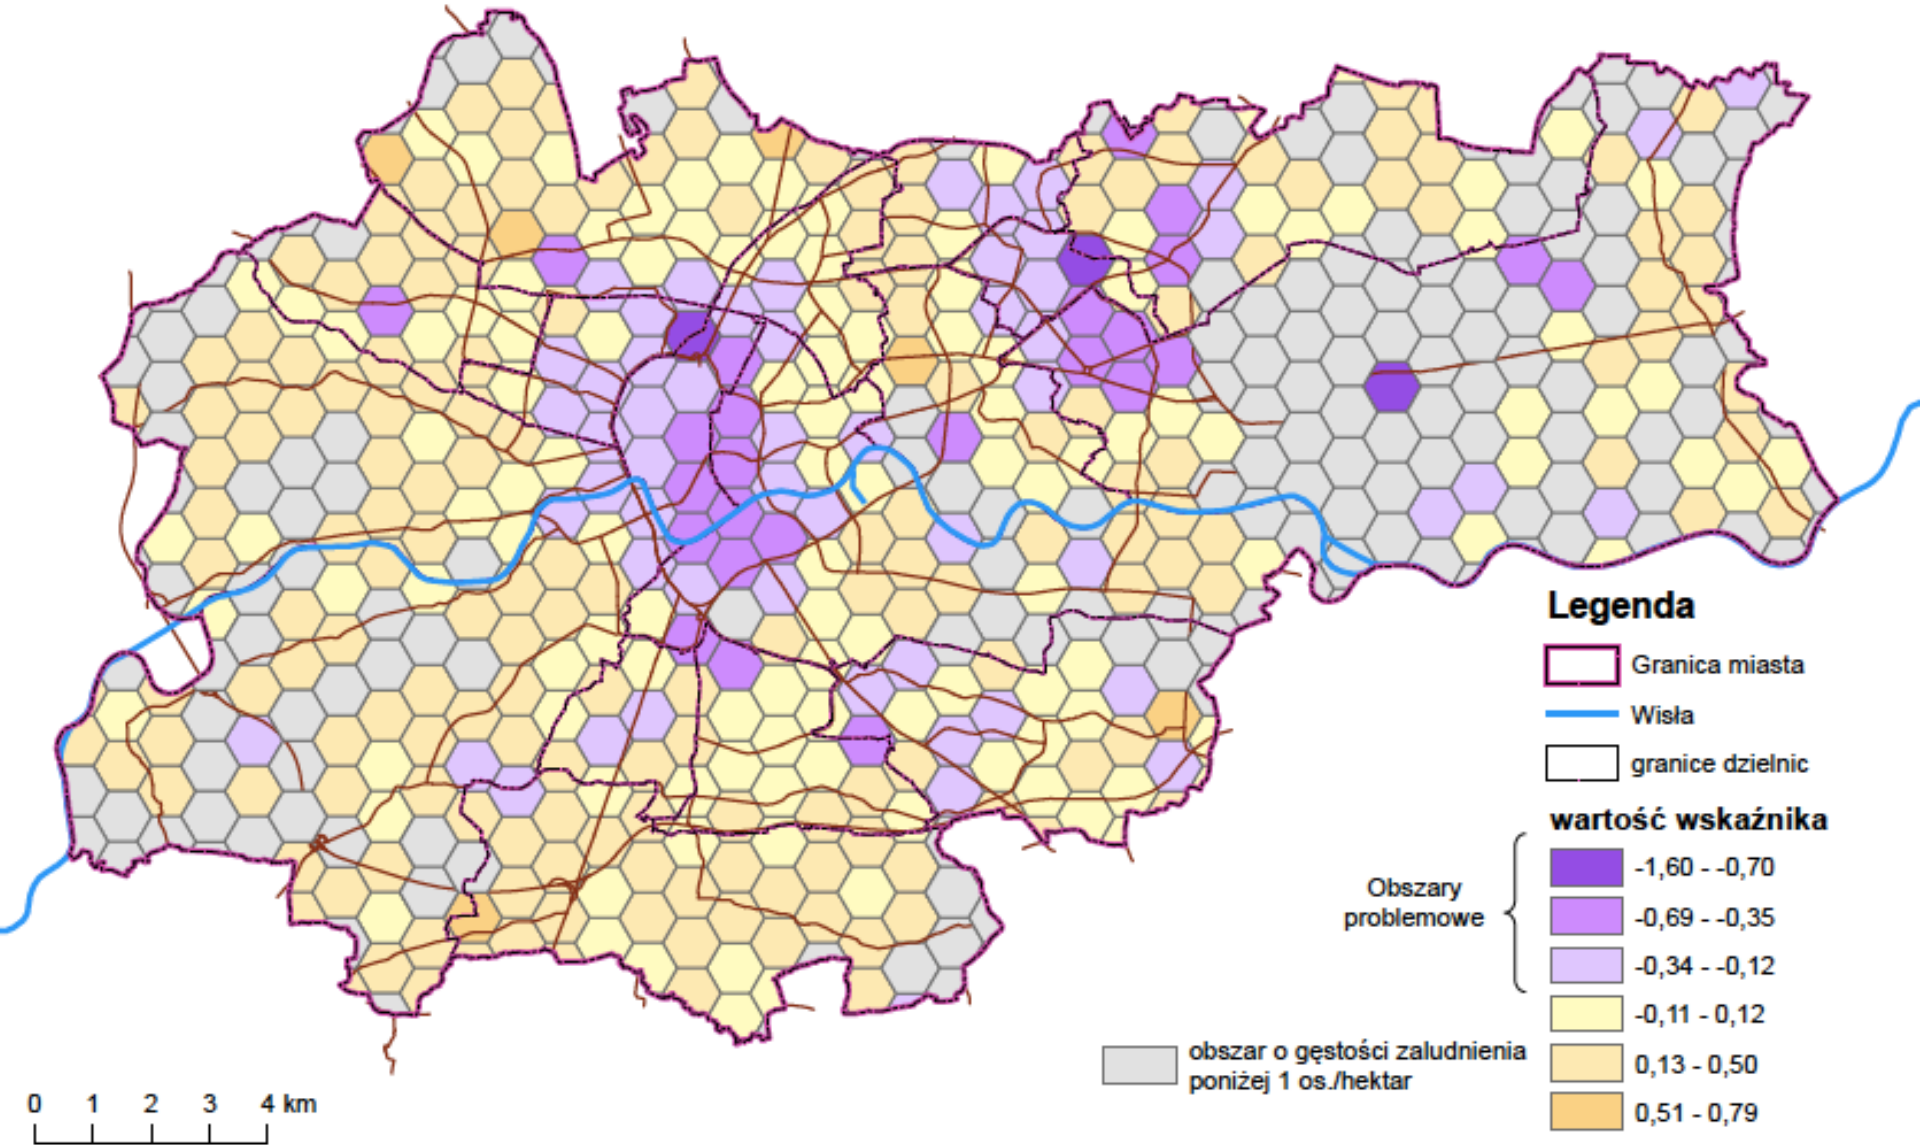 Legenda
Granica miasta
Wisła
granice dzielnic
wartość wskaźnika
Obszary
problemowe
-1,60 - -0,70
-0,69 - -0,35
-0,34 - -0,12
-0,11 - 0,12
0,13 - 0,50
0,51 - 0,79
obszar o gęstości zaludnienia
poniżej 1 os./hektar
0 1 2 3 4 km